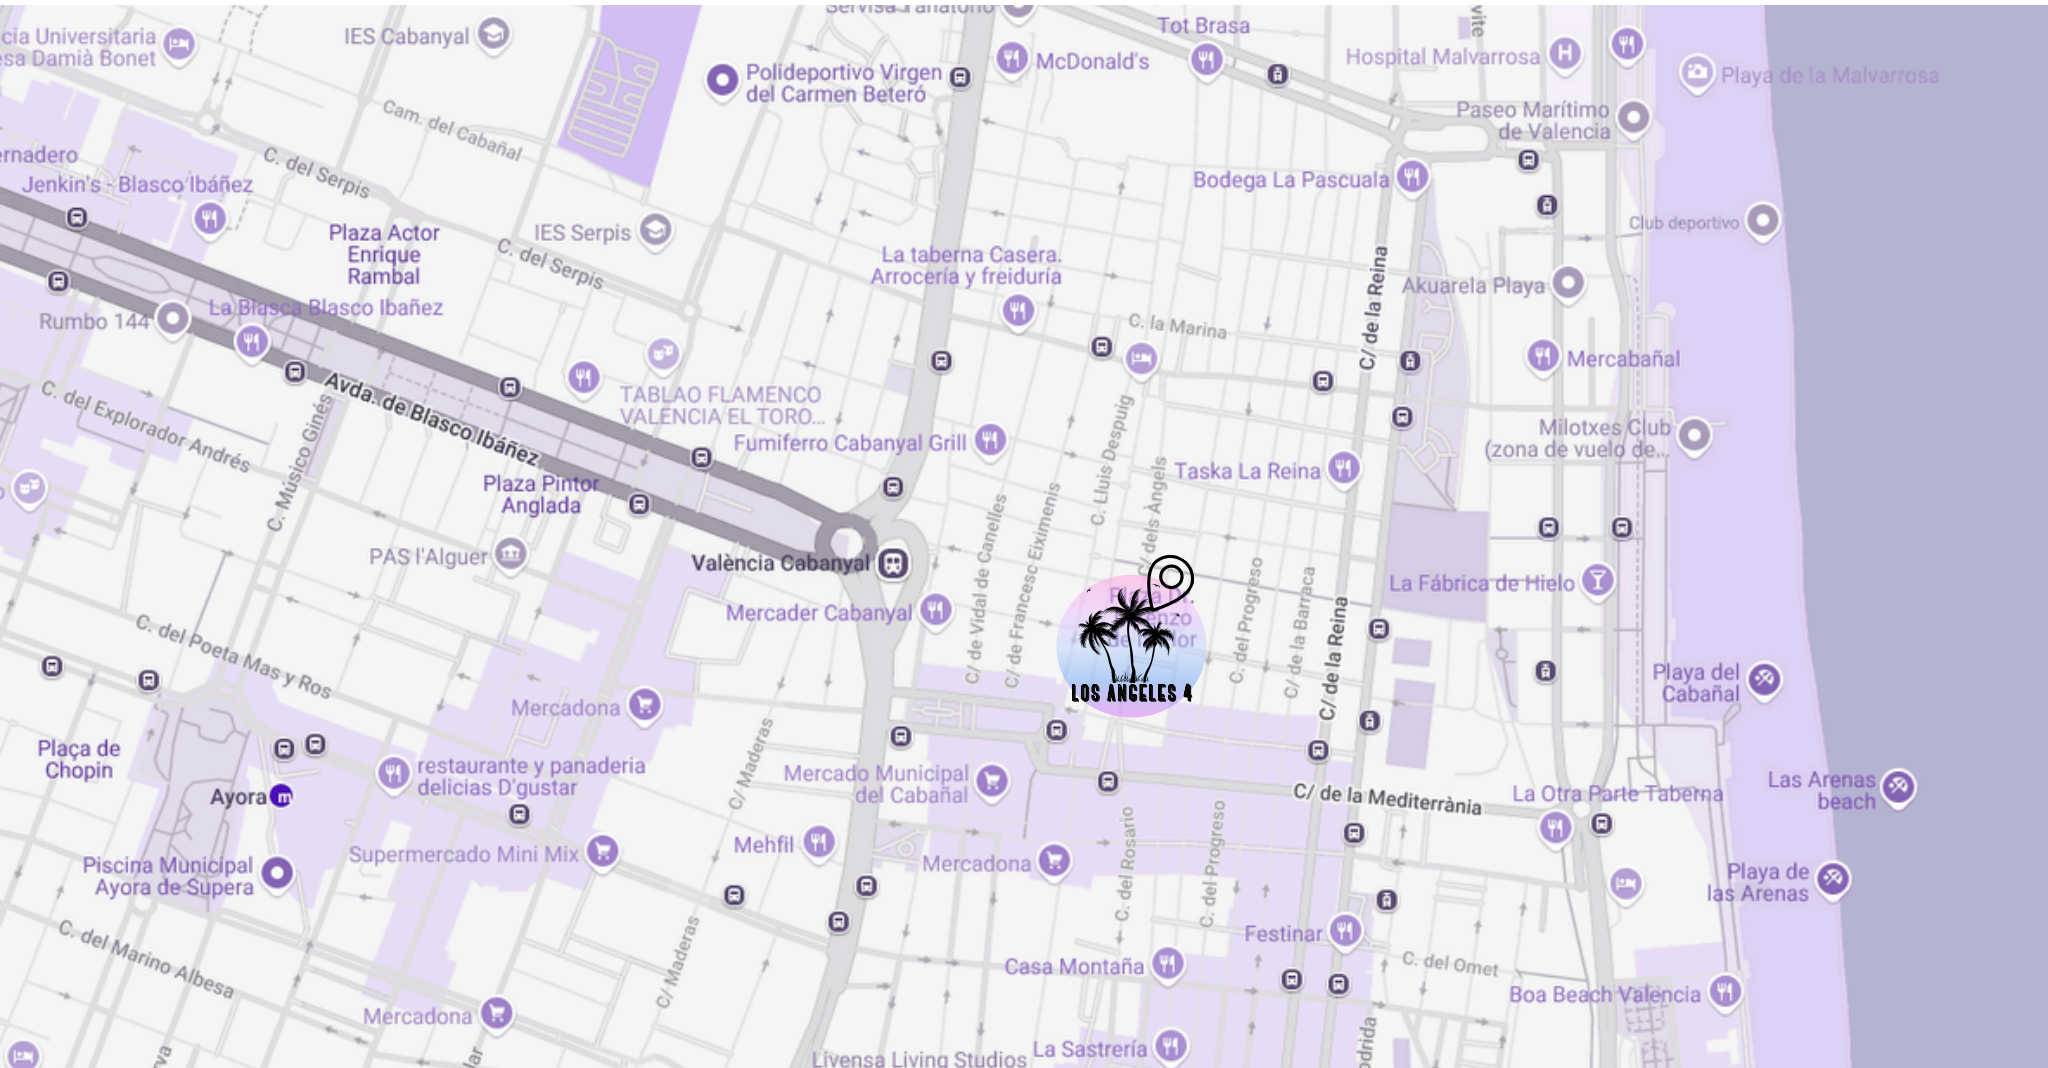 Servisa Tanatorio
Tot Brasa
cia Universitaria
esa Damià Bonet
IES Cabanyal
McDonald's
Hospital Malvarrosa
Polideportivo Virgen
del Carmen Beteró
Playa de la Malvarrosa
Paseo Marítimo
de Valencia
Cam. del Cabañal
ernadero
C. del Serpis
Jenkin's - Blasco Ibáñez
Bodega La Pascuala
Plaza Actor
Enrique
Rambal
IES Serpis
Club deportivo
C. del Serpis
La taberna Casera.
Arrocería y freiduría
C/ de la Reina
Akuarela Playa
La Blasca Blasco Ibañez
Rumbo 144
C. la Marina
Mercabañal
Avda. de Blasco Ibáñez
C. del Explorador Andrés
C. Músico Ginés
TABLAO FLAMENCO
VALENCIA EL TORO...
Fumiferro Cabanyal Grill
C. Lluis Despuig
Milotxes Club
(zona de vuelo de...
Taska La Reina
C/ dels Àngels
Plaza Pintor
Anglada
PAS l'Alguer
València Cabanyal
C/ de Vidal de Canelles
C/ de Francesc Eiximenis
La Fábrica de Hielo
Mercader Cabanyal
C. del Progreso
C/ de la Barraca
C/ de la Reina
LOS ANGELES 4
C. del Poeta Mas y Ros
Playa del
Cabañal
Mercadona
Plaça de
Chopin
C/ Maderas
restaurante y panaderia
delicias D'gustar
Mercado Municipal
del Cabañal
C/ de la Mediterrània
La Otra Parte Taberna
Las Arenas
beach
Ayora
m
Mehfil
Supermercado Mini Mix
Mercadona
C. del Rosario
C. del Progreso
Piscina Municipal
Ayora de Supera
Playa de
las Arenas
C. del Marino Albesa
C/ Maderas
Festinar
Casa Montaña
C. del Omet
Boa Beach Valencia
Mercadona
La Sastrería
Livensa Living Studios